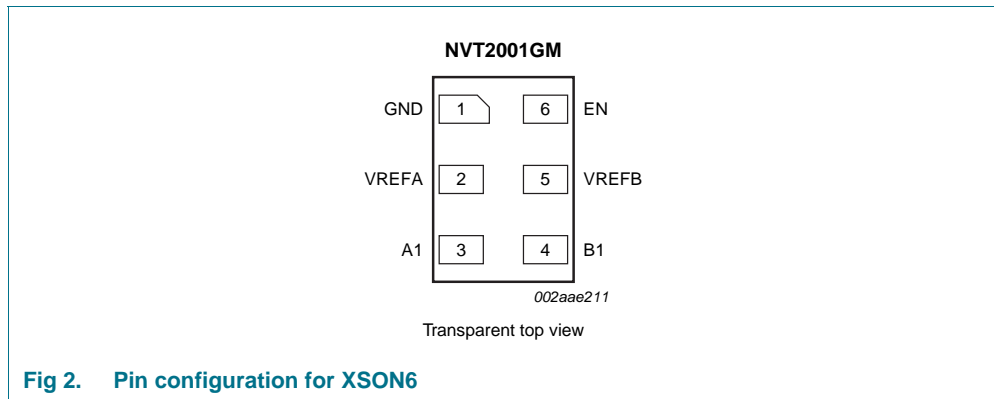 NVT2001GM
GND 1 6 EN
VREFA 2 5 VREFB
A1 3 4 B1
002aae211
Transparent top view
Fig 2. Pin configuration for XSON6